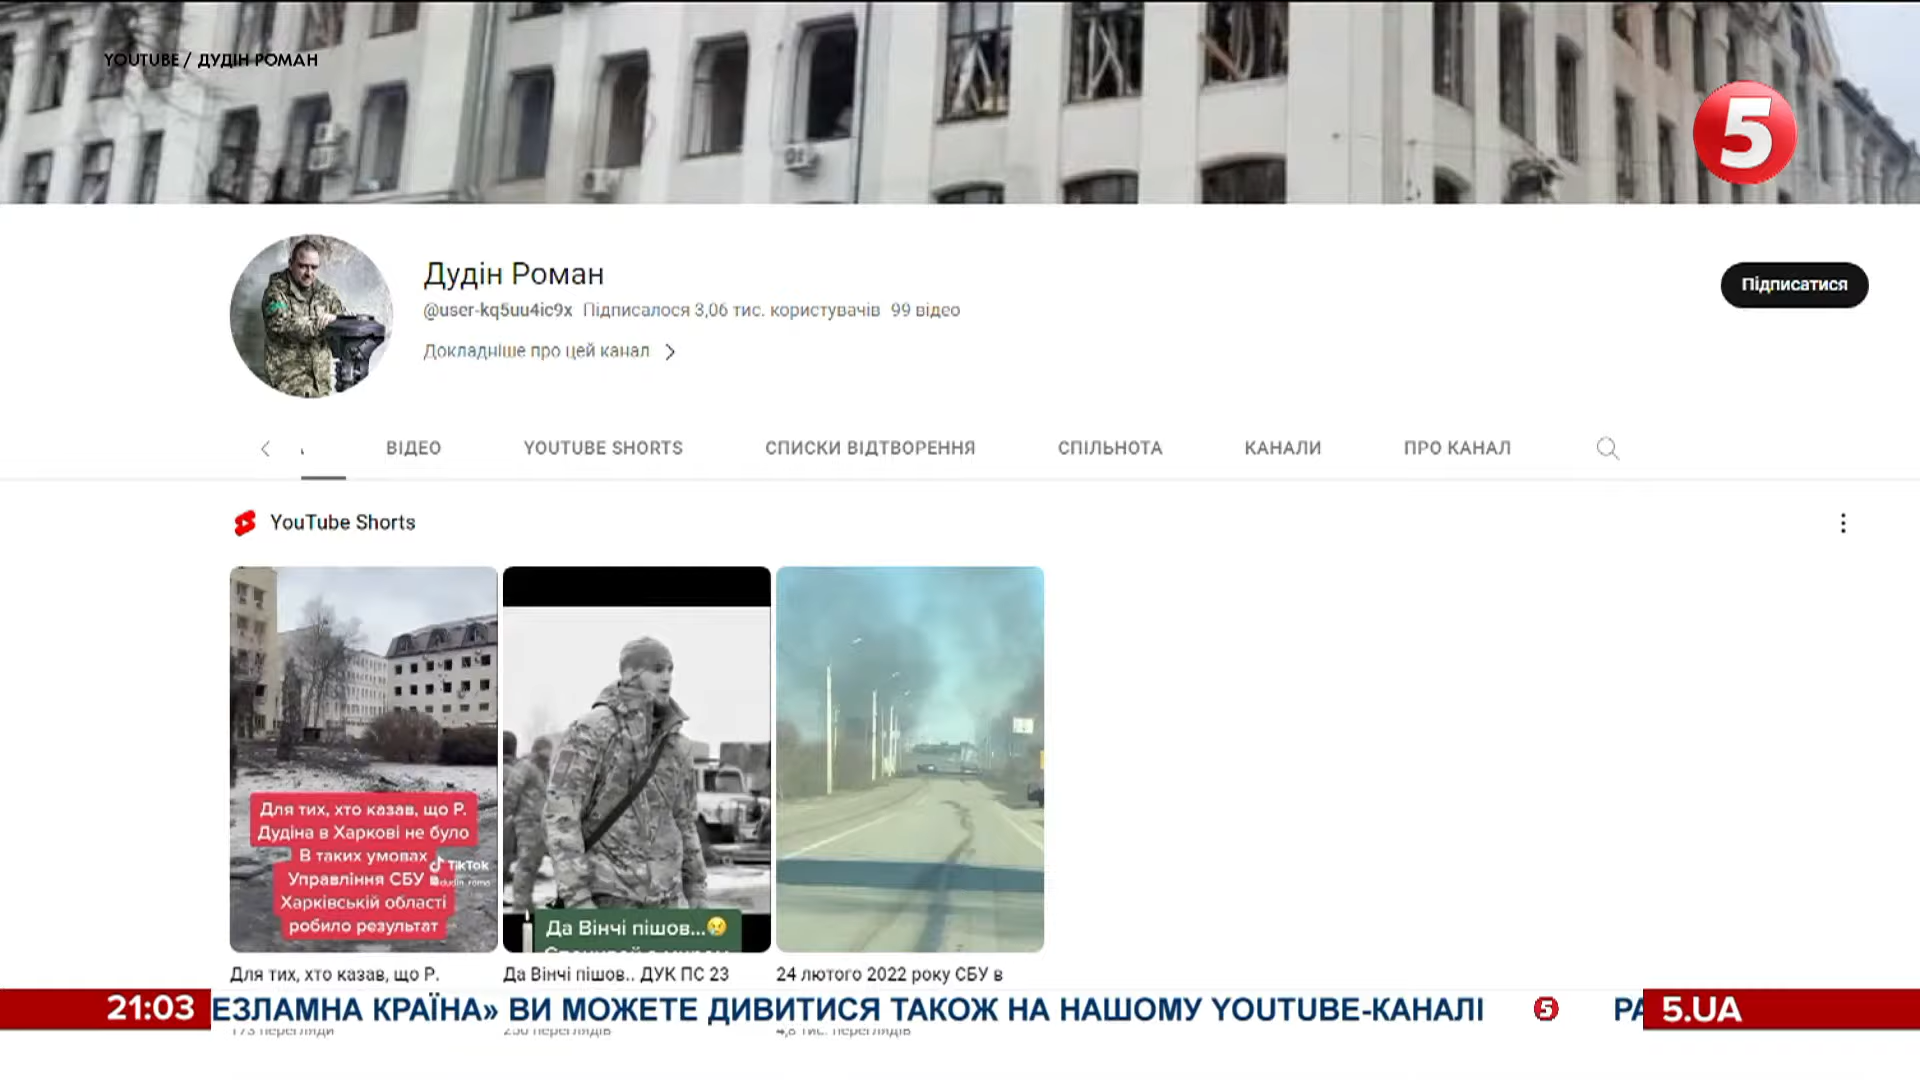 YOUTUBE / ДУДІН РОМАН
5
Дудін Роман
@user-kq5uu4ic9x Підписалося 3,06 тис. користувачів 99 відео
Докладніше про цей канал
Підписатися
ВІДЕО YOUTUBE SHORTS СПИСКИ ВІДТВОРЕННЯ СПІЛЬНОТА КАНАЛИ ПРО КАНАЛ
YouTube Shorts
Для тих, хто казав, що Р.
Дудіна в Харкові не було
В таких умовах
Управління СБУ
Харківській області
робило результат
TikTok
Да Вінчі пішов...😢
Для тих, хто казав, що Р.
Да Вінчі пішов.. ДУК ПС 23
24 лютого 2022 року СБУ в
21:03
ЕЗЛАМНА КРАЇНА» ВИ МОЖЕТЕ ДИВИТИСЯ ТАКОЖ НА НАШОМУ YOUTUBE-КАНАЛІ 5 РА
5.UA